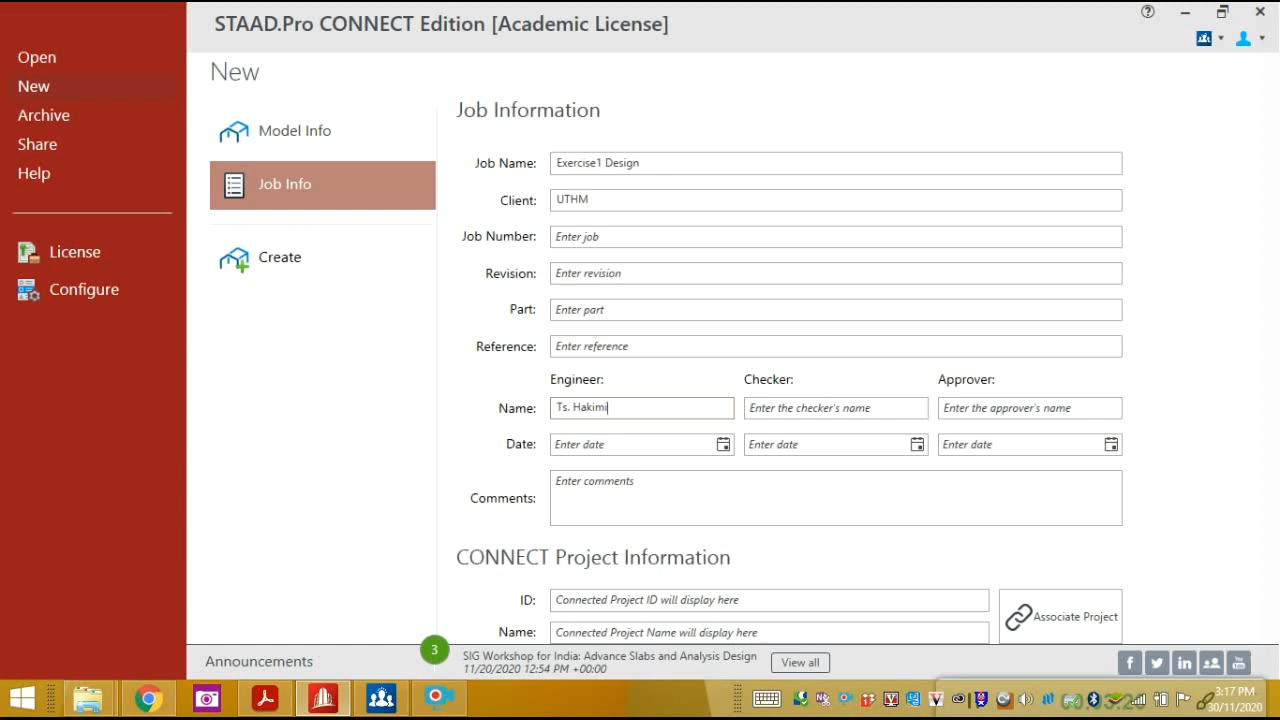 STAAD.Pro CONNECT Edition [Academic License]
Open
New
Archive
Share
Help
License
Configure
New
Model Info
Job Info
Create
Job Information
Job Name: Exercise1 Design
Client: UTHM
Job Number: Enter job
Revision: Enter revision
Part: Enter part
Reference: Enter reference
Engineer: Checker: Approver:
Name: Ts. Hakimi Enter the checker's name Enter the approver's name
Date: Enter date Enter date Enter date
Comments: Enter comments
CONNECT Project Information
ID: Connected Project ID will display here
Associate Project
Name: Connected Project Name will display here
Announcements
3
SIG Workshop for India: Advance Slabs and Analysis Design
11/20/2020 12:54 PM +00:00
View all
3:17 PM
30/11/2020